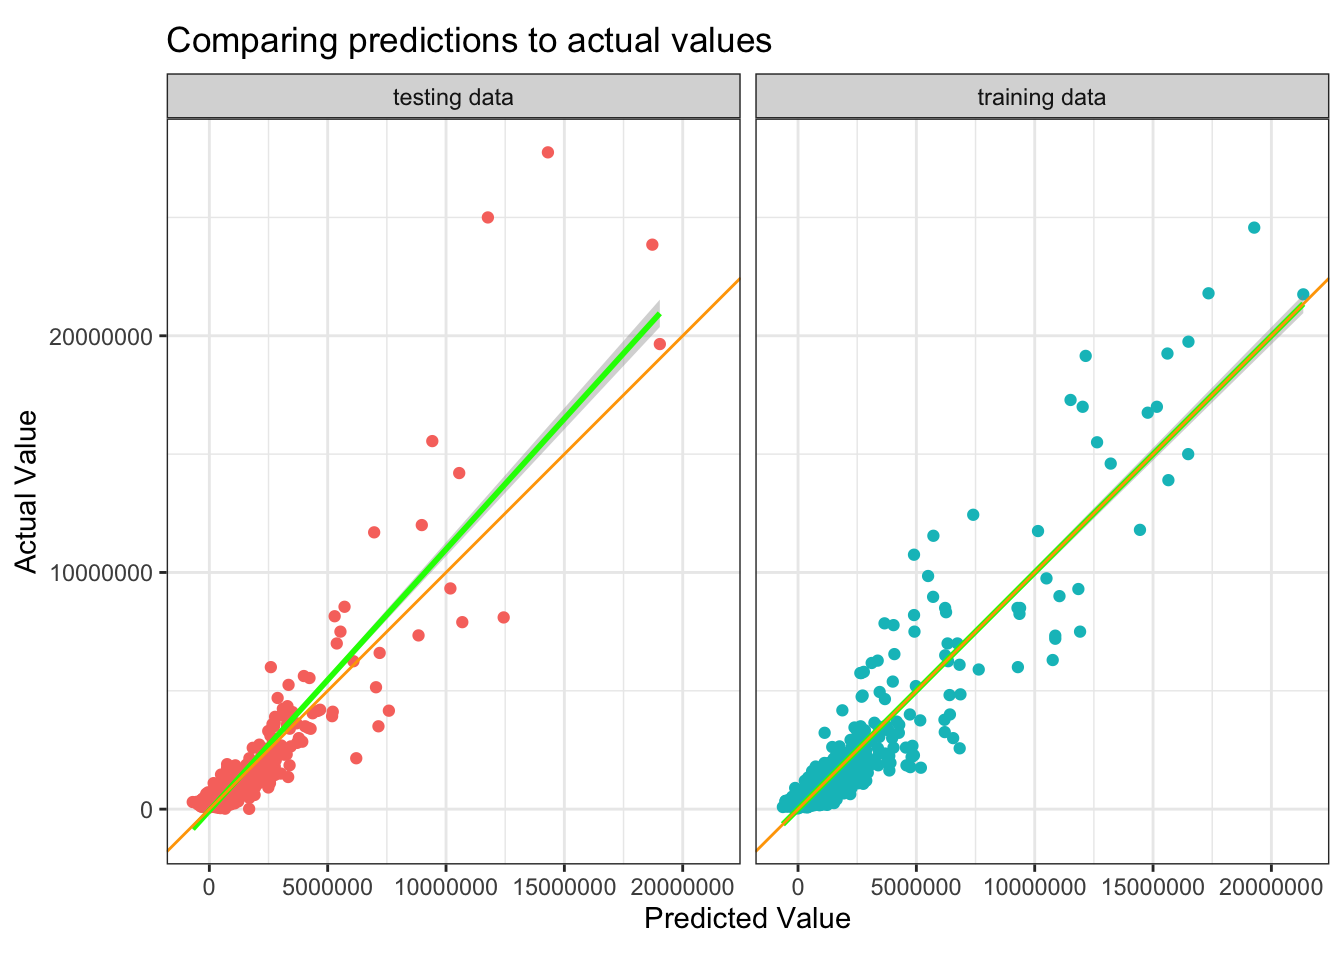 Comparing predictions to actual values
testing data
training data
Actual Value
20000000
10000000
0
0 5000000 10000000 15000000 20000000
0 5000000 10000000 15000000 20000000
Predicted Value